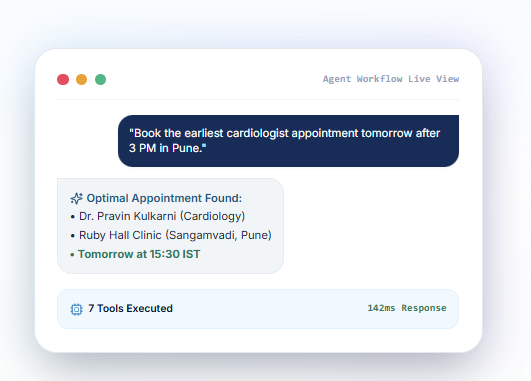 Agent Workflow Live View
"Book the earliest cardiologist appointment tomorrow after
3 PM in Pune."
Optimal Appointment Found:
• Dr. Pravin Kulkarni (Cardiology)
• Ruby Hall Clinic (Sangamvadi, Pune)
• Tomorrow at 15:30 IST
7 Tools Executed
142ms Response